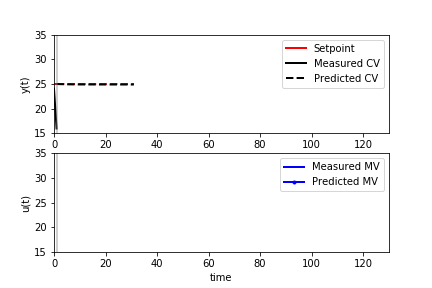 35
30
25
20
15
y(t)
Setpoint
Measured CV
Predicted CV
0 20 40 60 80 100 120
35
30
25
20
15
u(t)
Measured MV
Predicted MV
0 20 40 60 80 100 120
time